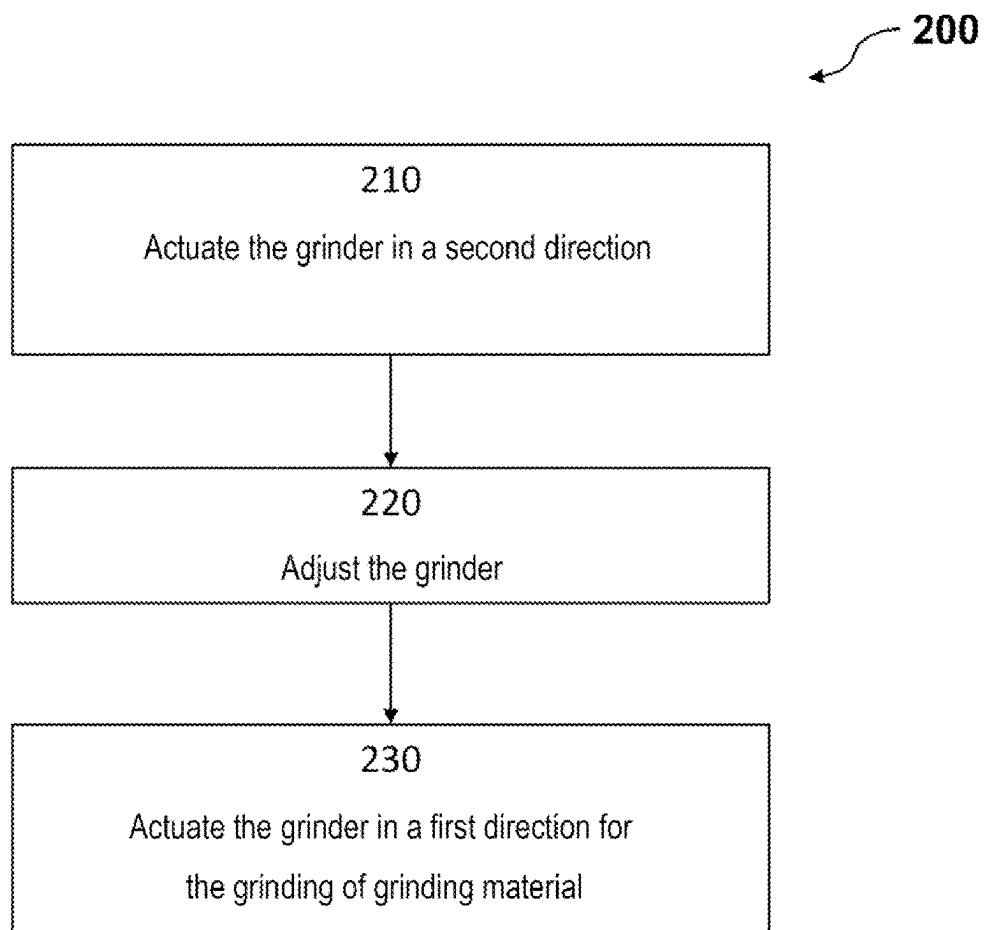 200
210
Actuate the grinder in a second direction
220
Adjust the grinder
230
Actuate the grinder in a first direction for
the grinding of grinding material